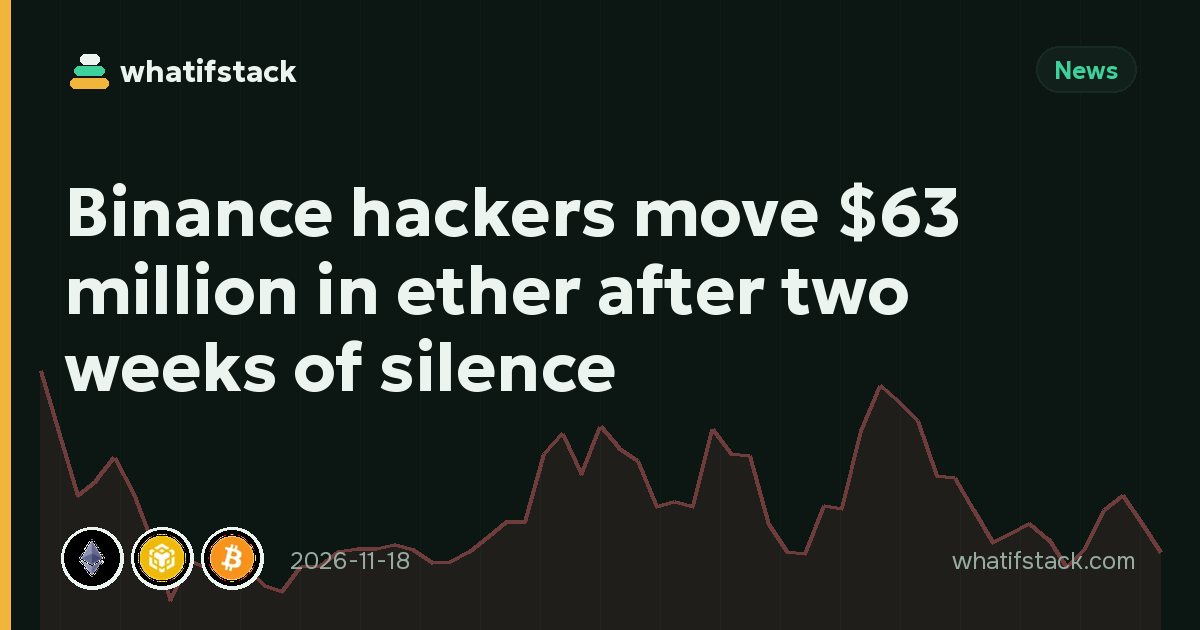 whatifstack
News
Binance hackers move $63
million in ether after two
weeks of silence
2026-11-18
whatifstack.com